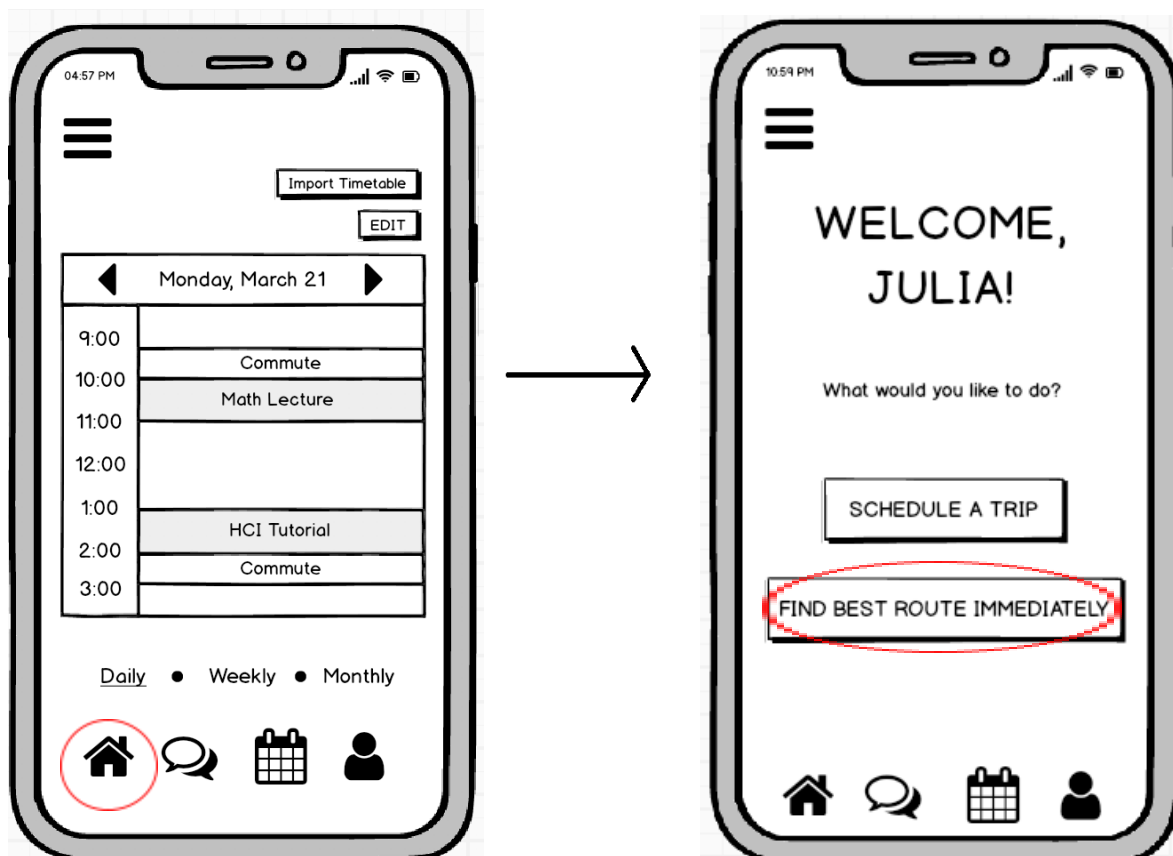 04:57 PM
Import Timetable
EDIT
Monday, March 21
9:00
Commute
10:00
Math Lecture
11:00
12:00
1:00
HCI Tutorial
2:00
Commute
3:00
Daily • Weekly • Monthly
10:59 PM
WELCOME,
JULIA!
What would you like to do?
SCHEDULE A TRIP
FIND BEST ROUTE IMMEDIATELY